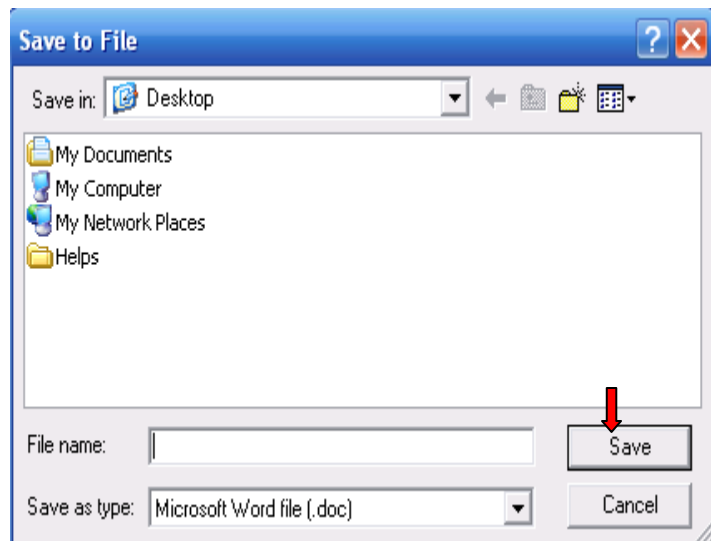 Save to File
Save in: Desktop
My Documents
My Computer
My Network Places
Helps
File name: Save
Save as type: Microsoft Word file (.doc) Cancel